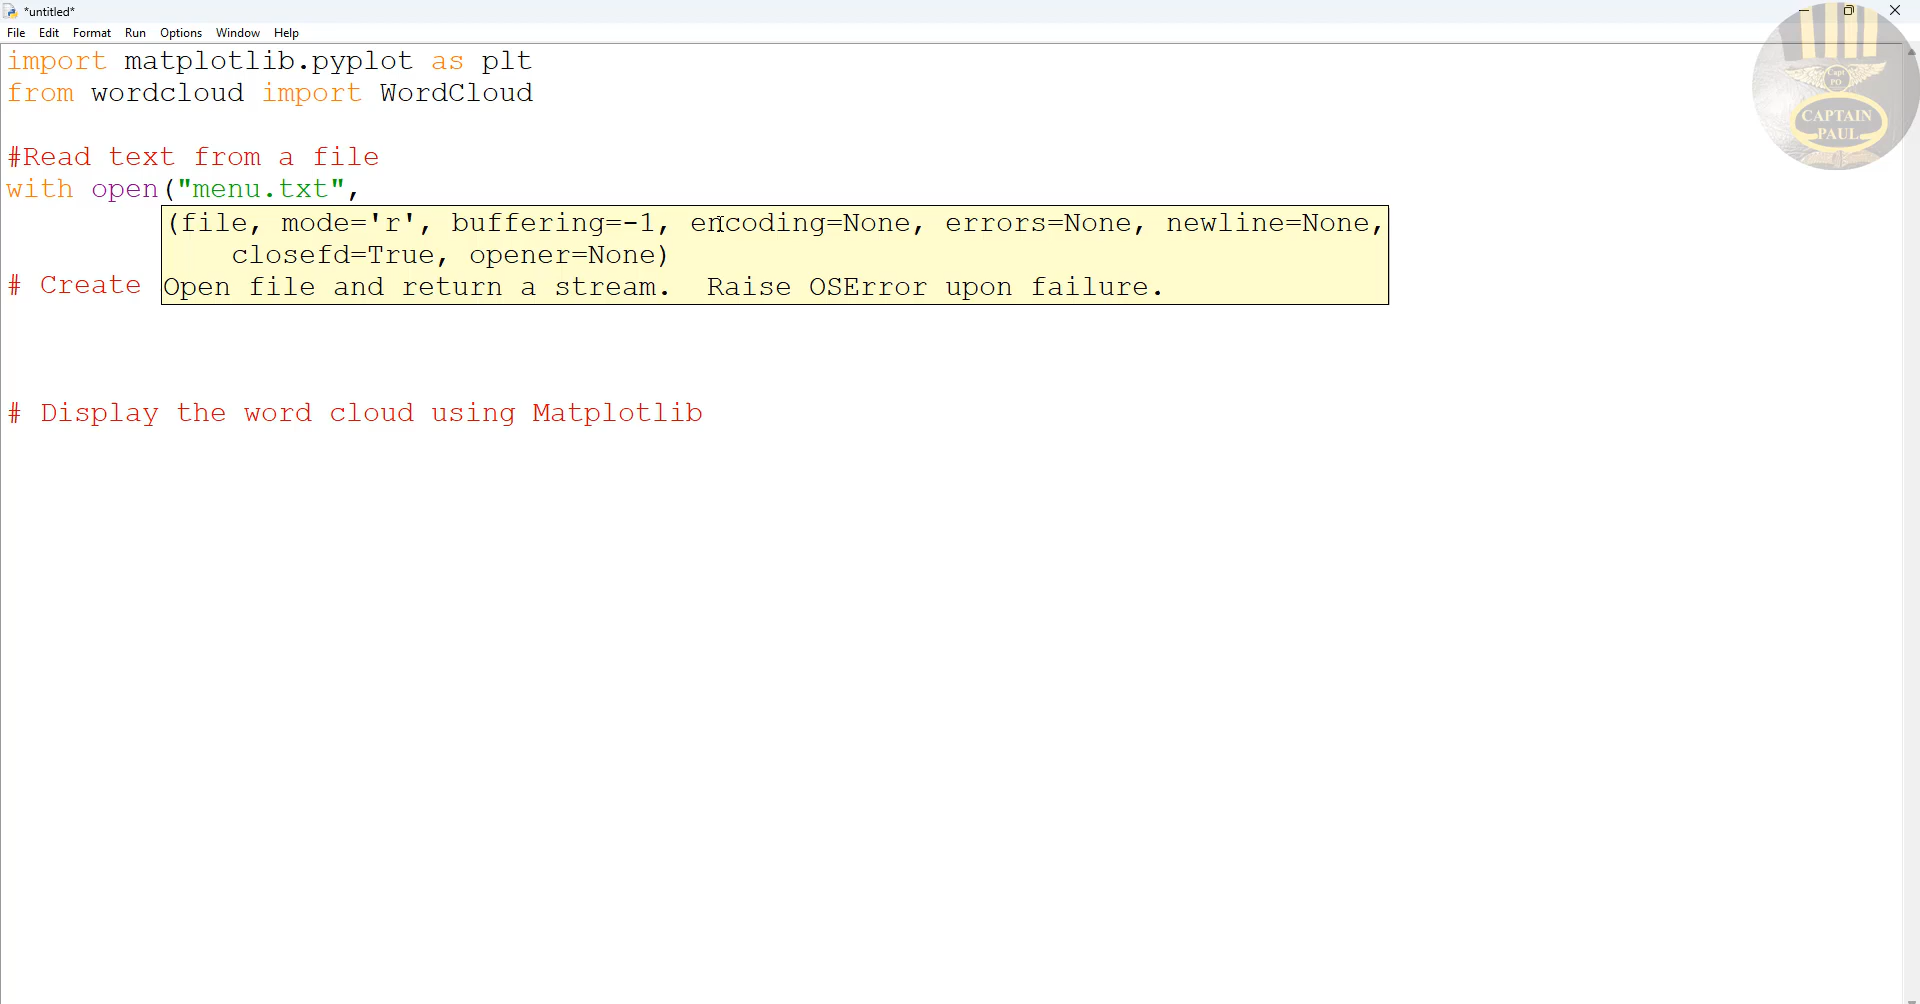 *untitled*
File Edit Format Run Options Window Help
import matplotlib.pyplot as plt
from wordcloud import WordCloud
#Read text from a file
with open("menu.txt",
(file, mode='r', buffering=-1, encoding=None, errors=None, newline=None,
closefd=True, opener=None)
# Create
Open file and return a stream. Raise OSError upon failure.
# Display the word cloud using Matplotlib
Capt
PO
CAPTAIN
PAUL